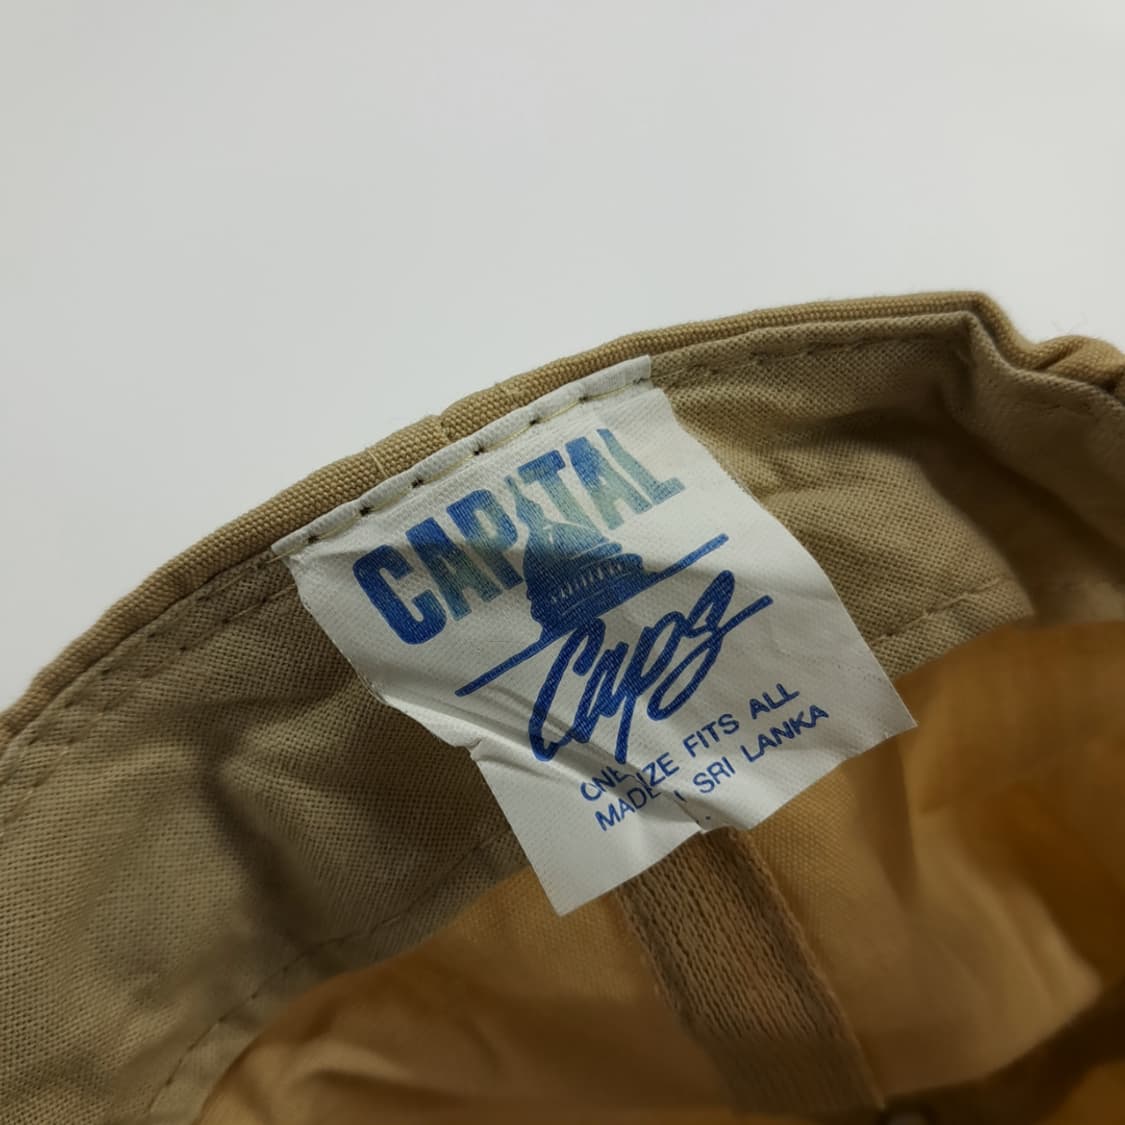 CAPITAL
Caps
ONE SIZE FITS ALL
MADE I SRI LANKA